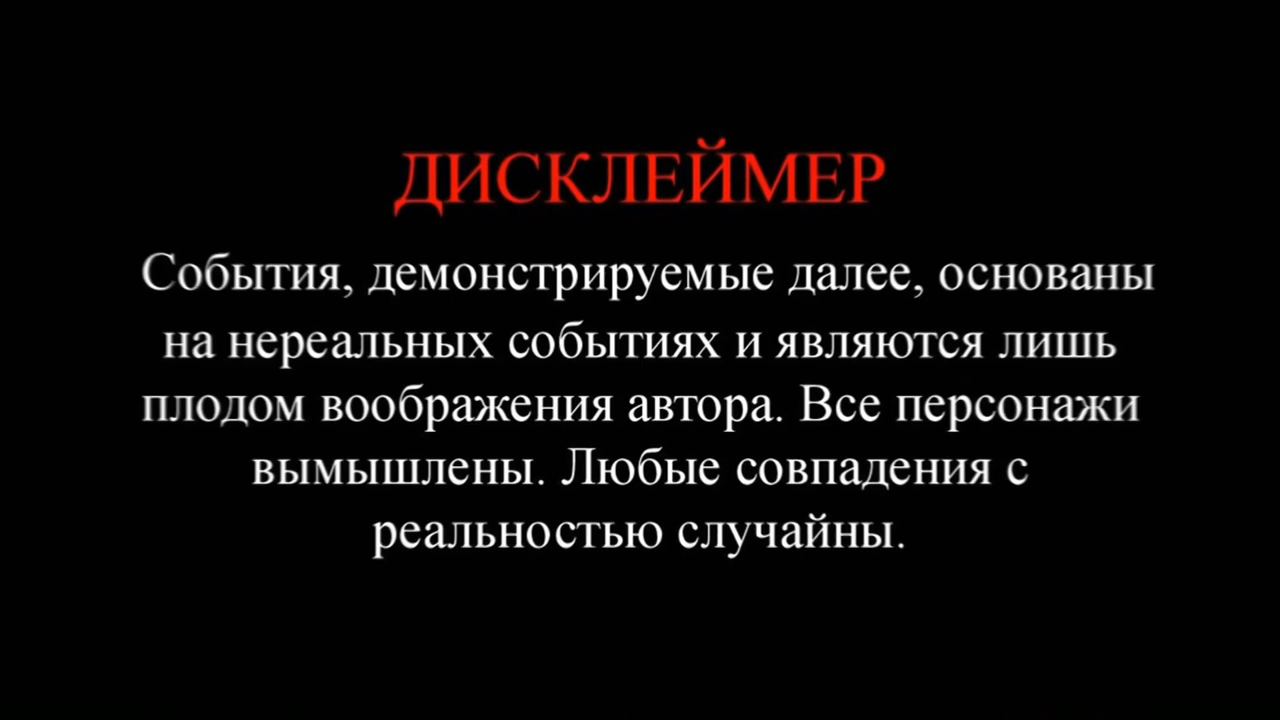 ДИСКЛЕЙМЕР
События, демонстрируемые далее, основаны
на нереальных событиях и являются лишь
плодом воображения автора. Все персонажи
вымышлены. Любые совпадения с
реальностью случайны.